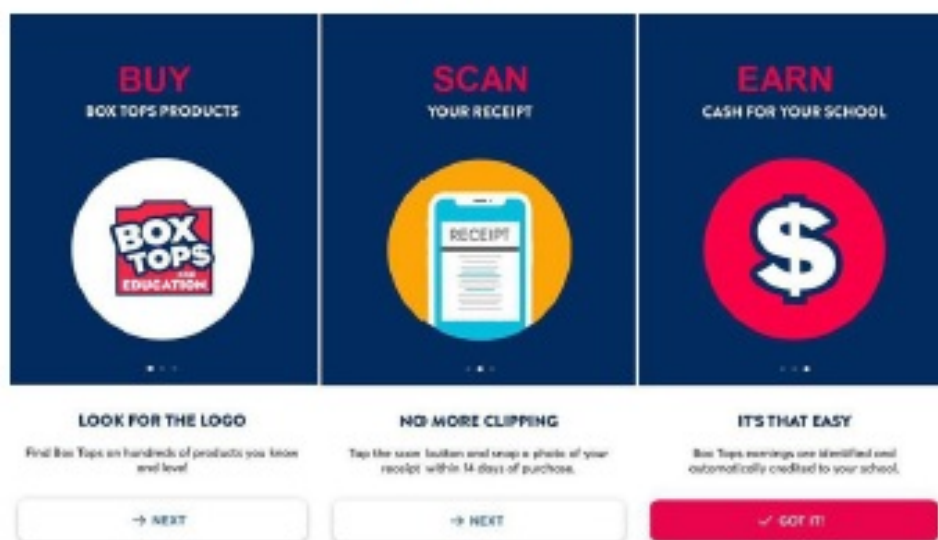 BUY
BOX TOPS PRODUCTS
BOX
TOPS
FOR
EDUCATION
LOOK FOR THE LOGO
Find Box Tops on hundreds of products you know
and love!
→ NEXT
SCAN
YOUR RECEIPT
RECEIPT
NO MORE CLIPPING
Tap the scan button and snap a photo of your
receipt within 14 days of purchase.
→ NEXT
EARN
CASH FOR YOUR SCHOOL
$
IT'S THAT EASY
Box Tops earnings are identified and
automatically credited to your school.
✓ GOT IT!